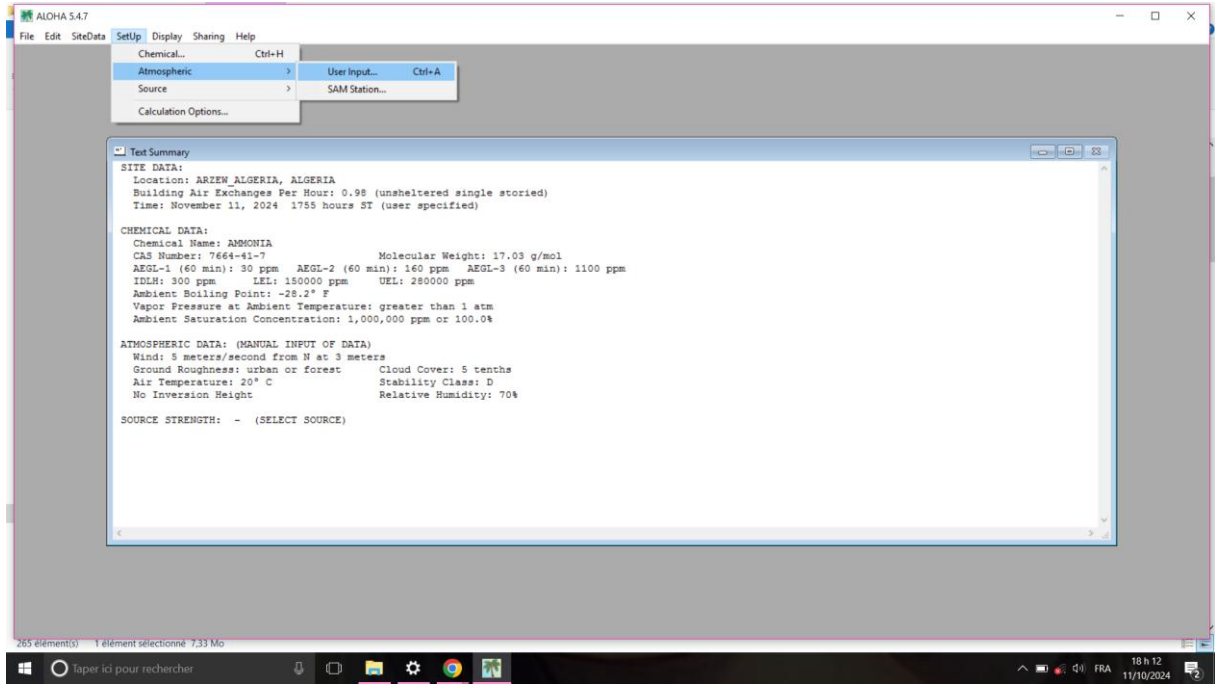 ALOHA 5.4.7
File Edit SiteData SetUp Display Sharing Help
Chemical... Ctrl+H
Atmospheric User Input... Ctrl+A
Source SAM Station...
Calculation Options...
Text Summary
SITE DATA:
Location: ARZEW_ALGERIA, ALGERIA
Building Air Exchanges Per Hour: 0.98 (unsheltered single storied)
Time: November 11, 2024 1755 hours ST (user specified)
CHEMICAL DATA:
Chemical Name: AMMONIA
CAS Number: 7664-41-7 Molecular Weight: 17.03 g/mol
AEGL-1 (60 min): 30 ppm AEGL-2 (60 min): 160 ppm AEGL-3 (60 min): 1100 ppm
IDLH: 300 ppm LEL: 150000 ppm UEL: 280000 ppm
Ambient Boiling Point: -28.2° F
Vapor Pressure at Ambient Temperature: greater than 1 atm
Ambient Saturation Concentration: 1,000,000 ppm or 100.0%
ATMOSPHERIC DATA: (MANUAL INPUT OF DATA)
Wind: 5 meters/second from N at 3 meters
Ground Roughness: urban or forest Cloud Cover: 5 tenths
Air Temperature: 20° C Stability Class: D
No Inversion Height Relative Humidity: 70%
SOURCE STRENGTH: - (SELECT SOURCE)
265 élément(s) 1 élément sélectionné 7,33 Mo
Taper ici pour rechercher
FRA
18 h 12
11/10/2024
2